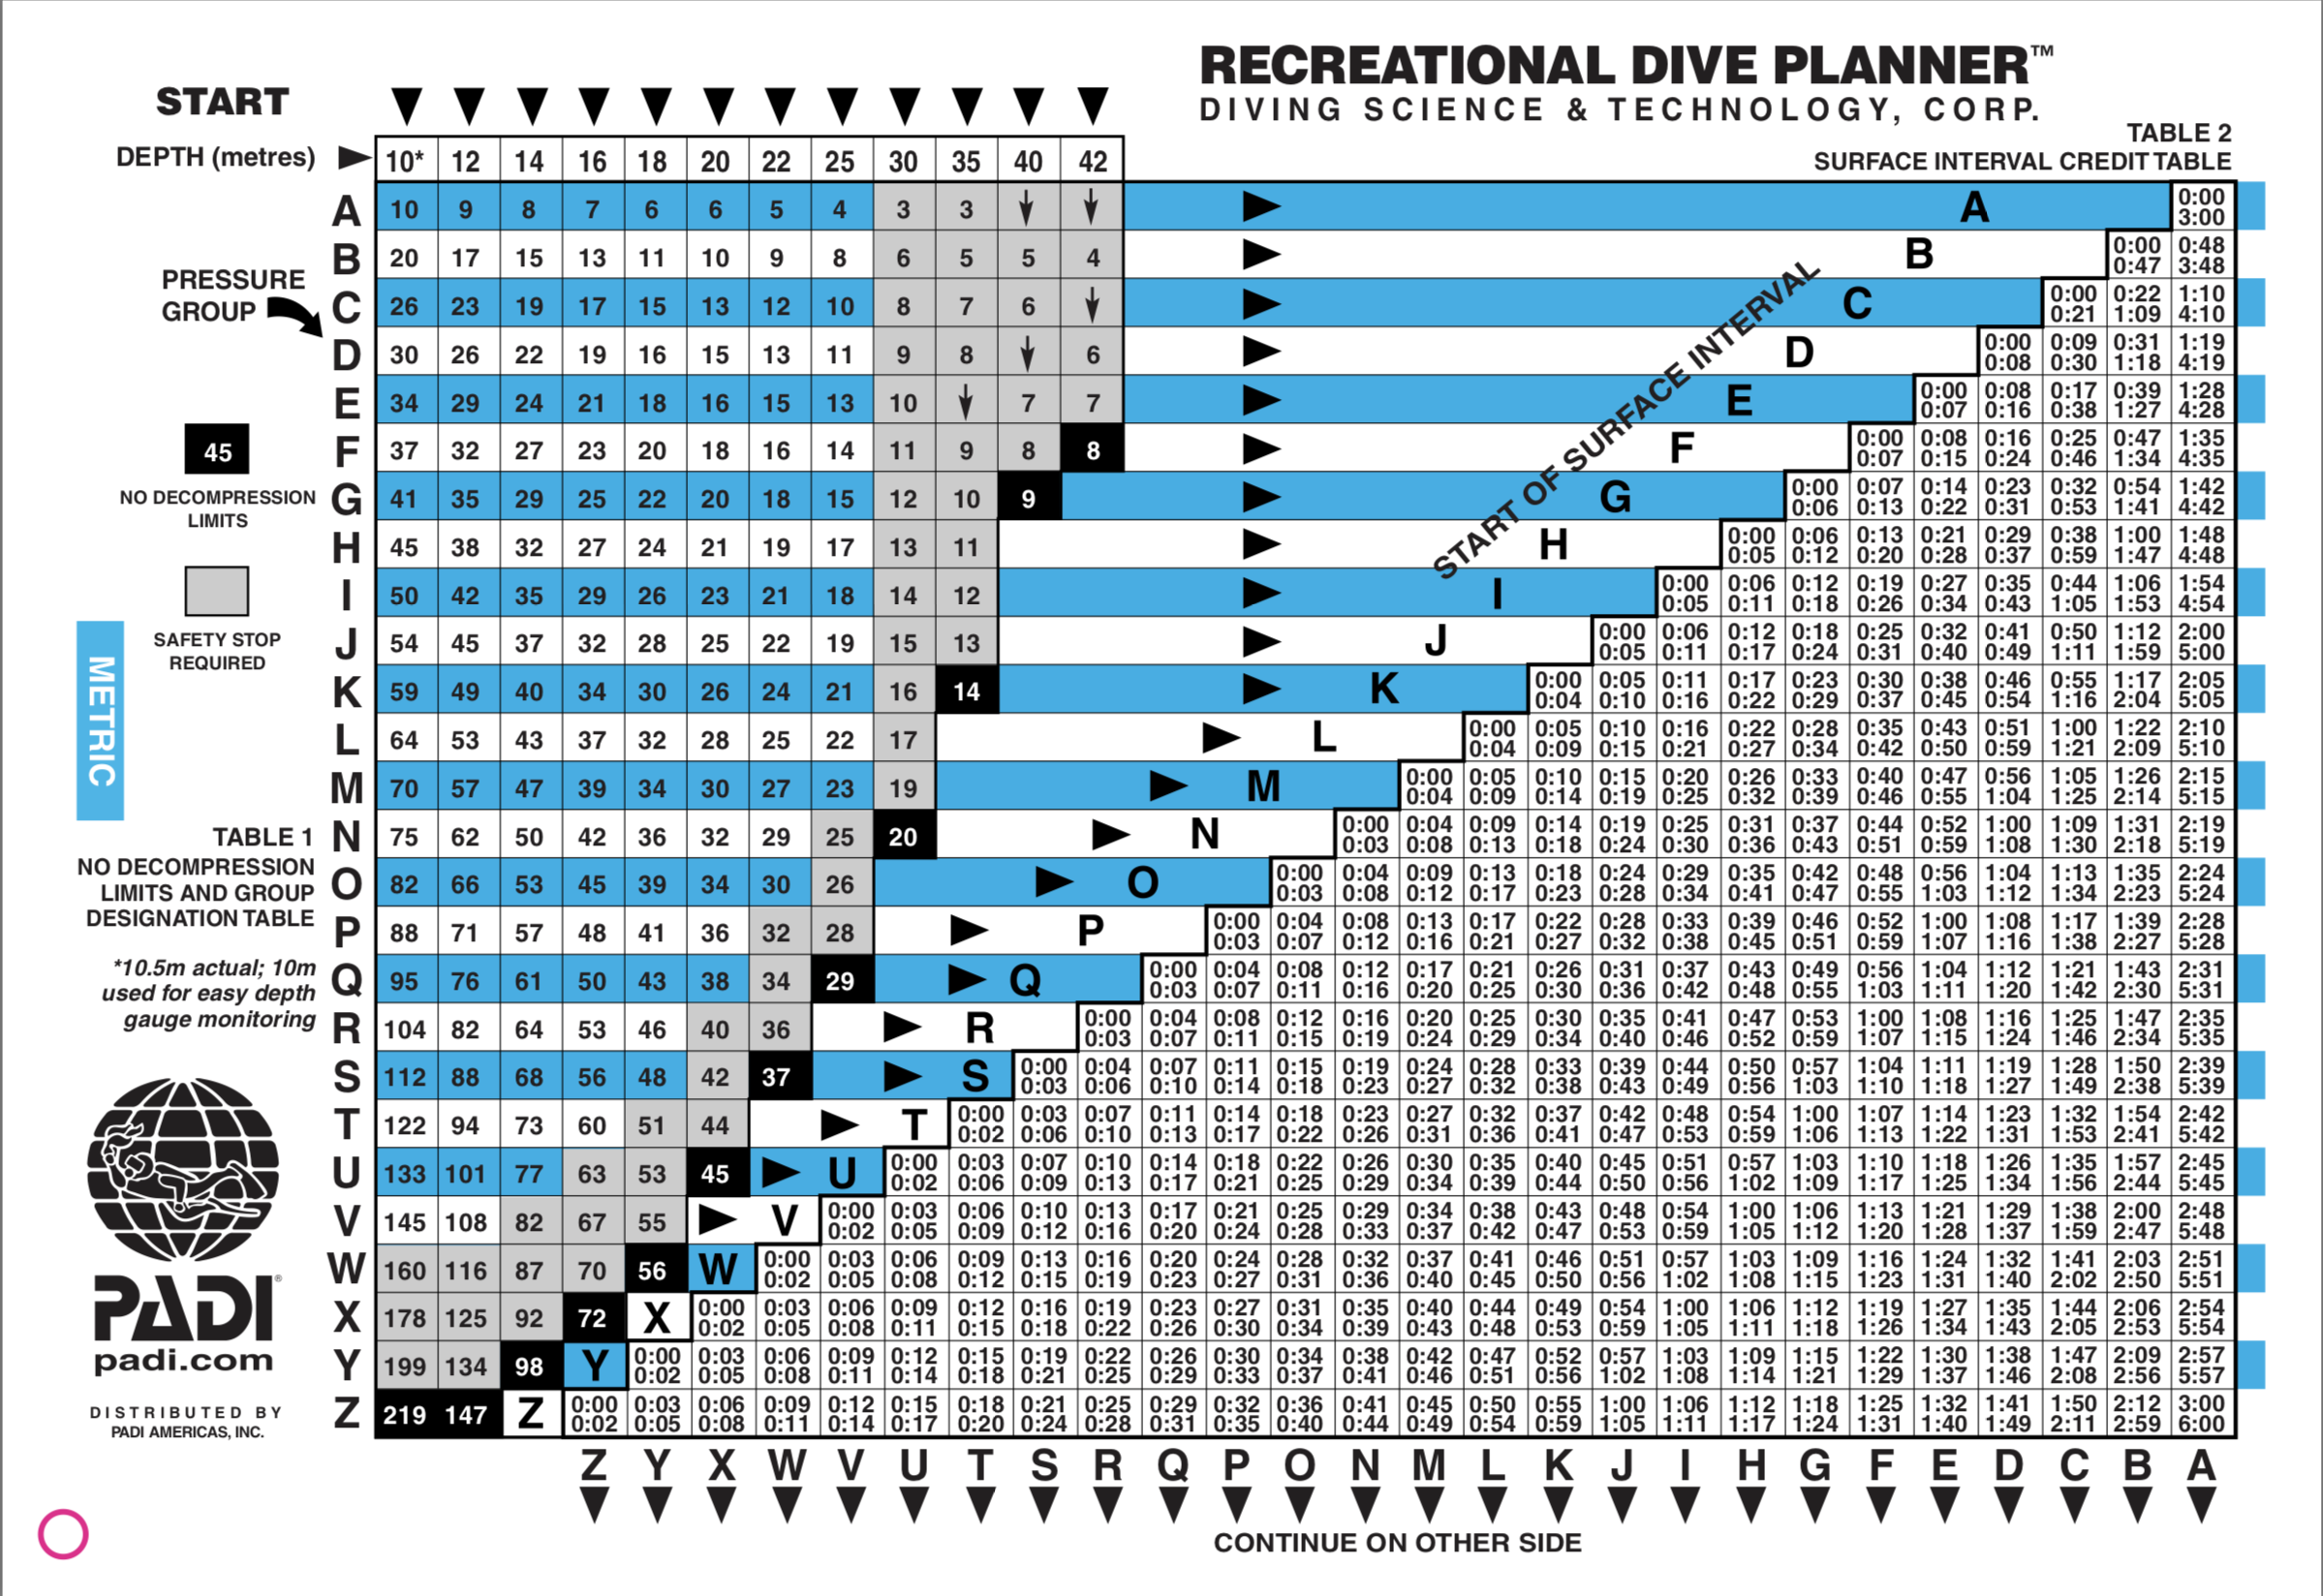 RECREATIONAL DIVE PLANNER™
DIVING SCIENCE & TECHNOLOGY, CORP.
START
TABLE 2
SURFACE INTERVAL CREDIT TABLE
DEPTH (metres) 10* 12 14 16 18 20 22 25 30 35 40 42
A 10 9 8 7 6 6 5 4 3 3 ↓ ↓ A 0:00
3:00
B 20 17 15 13 11 10 9 8 6 5 5 4 B 0:00 0:48
0:47 3:48
PRESSURE
GROUP
C 26 23 19 17 15 13 12 10 8 7 6 ↓ C 0:00 0:22 1:10
0:21 1:09 4:10
D 30 26 22 19 16 15 13 11 9 8 ↓ 6 D 0:00 0:09 0:31 1:19
0:08 0:30 1:18 4:19
START OF SURFACE INTERVAL
E 34 29 24 21 18 16 15 13 10 ↓ 7 7 E 0:00 0:08 0:17 0:39 1:28
0:07 0:16 0:38 1:27 4:28
45
NO DECOMPRESSION
LIMITS
F 37 32 27 23 20 18 16 14 11 9 8 8 F 0:00 0:08 0:16 0:25 0:47 1:35
0:07 0:15 0:24 0:46 1:34 4:35
G 41 35 29 25 22 20 18 15 12 10 9 G 0:00 0:07 0:14 0:23 0:32 0:54 1:42
0:06 0:13 0:22 0:31 0:53 1:41 4:42
H 45 38 32 27 24 21 19 17 13 11 H 0:00 0:06 0:13 0:21 0:29 0:38 1:00 1:48
0:05 0:12 0:20 0:28 0:37 0:59 1:47 4:48
I 50 42 35 29 26 23 21 18 14 12 I 0:00 0:06 0:12 0:19 0:27 0:35 0:44 1:06 1:54
0:05 0:11 0:18 0:26 0:34 0:43 1:05 1:53 4:54
SAFETY STOP
REQUIRED
J 54 45 37 32 28 25 22 19 15 13 J 0:00 0:06 0:12 0:18 0:25 0:32 0:41 0:50 1:12 2:00
0:05 0:11 0:17 0:24 0:31 0:40 0:49 1:11 1:59 5:00
METRIC
K 59 49 40 34 30 26 24 21 16 14 K 0:00 0:05 0:11 0:17 0:23 0:30 0:38 0:46 0:55 1:17 2:05
0:04 0:10 0:16 0:22 0:29 0:37 0:45 0:54 1:16 2:04 5:05
L 64 53 43 37 32 28 25 22 17 L 0:00 0:05 0:10 0:16 0:22 0:28 0:35 0:43 0:51 1:00 1:22 2:10
0:04 0:09 0:15 0:21 0:27 0:34 0:42 0:50 0:59 1:21 2:09 5:10
M 70 57 47 39 34 30 27 23 19 M 0:00 0:05 0:10 0:15 0:20 0:26 0:33 0:40 0:47 0:56 1:05 1:26 2:15
0:04 0:09 0:14 0:19 0:25 0:32 0:39 0:46 0:55 1:04 1:25 2:14 5:15
TABLE 1
NO DECOMPRESSION
LIMITS AND GROUP
DESIGNATION TABLE
N 75 62 50 42 36 32 29 25 20 N 0:00 0:04 0:09 0:14 0:19 0:25 0:31 0:37 0:44 0:52 1:00 1:09 1:31 2:19
0:03 0:08 0:13 0:18 0:24 0:30 0:36 0:43 0:51 0:59 1:08 1:30 2:18 5:19
O 82 66 53 45 39 34 30 26 O 0:00 0:04 0:09 0:13 0:18 0:24 0:29 0:35 0:42 0:48 0:56 1:04 1:13 1:35 2:24
0:03 0:08 0:12 0:17 0:23 0:28 0:34 0:41 0:47 0:55 1:03 1:12 1:34 2:23 5:24
P 88 71 57 48 41 36 32 28 P 0:00 0:04 0:08 0:13 0:17 0:22 0:28 0:33 0:39 0:46 0:52 1:00 1:08 1:17 1:39 2:28
0:03 0:07 0:12 0:16 0:21 0:27 0:32 0:38 0:45 0:51 0:59 1:07 1:16 1:38 2:27 5:28
*10.5m actual; 10m
used for easy depth
gauge monitoring
Q 95 76 61 50 43 38 34 29 Q 0:00 0:04 0:08 0:12 0:17 0:21 0:26 0:31 0:37 0:43 0:49 0:56 1:04 1:12 1:21 1:43 2:31
0:03 0:07 0:11 0:16 0:20 0:25 0:30 0:36 0:42 0:48 0:55 1:03 1:11 1:20 1:42 2:30 5:31
R 104 82 64 53 46 40 36 R 0:00 0:04 0:08 0:12 0:16 0:20 0:25 0:30 0:35 0:41 0:47 0:53 1:00 1:08 1:16 1:25 1:47 2:35
0:03 0:07 0:11 0:15 0:19 0:24 0:29 0:34 0:40 0:46 0:52 0:59 1:07 1:15 1:24 1:46 2:34 5:35
S 112 88 68 56 48 42 37 S 0:00 0:04 0:07 0:11 0:15 0:19 0:24 0:28 0:33 0:39 0:44 0:50 0:57 1:04 1:11 1:19 1:28 1:50 2:39
0:03 0:06 0:10 0:14 0:18 0:23 0:27 0:32 0:38 0:43 0:49 0:56 1:03 1:10 1:18 1:27 1:49 2:38 5:39
T 122 94 73 60 51 44 T 0:00 0:03 0:07 0:11 0:14 0:18 0:23 0:27 0:32 0:37 0:42 0:48 0:54 1:00 1:07 1:14 1:23 1:32 1:54 2:42
0:02 0:06 0:10 0:13 0:17 0:22 0:26 0:31 0:36 0:41 0:47 0:53 0:59 1:06 1:13 1:22 1:31 1:53 2:41 5:42
U 133 101 77 63 53 45 U 0:00 0:03 0:07 0:10 0:14 0:18 0:22 0:26 0:30 0:35 0:40 0:45 0:51 0:57 1:03 1:10 1:18 1:26 1:35 1:57 2:45
0:02 0:06 0:09 0:13 0:17 0:21 0:25 0:29 0:34 0:39 0:44 0:50 0:56 1:02 1:09 1:17 1:25 1:34 1:56 2:44 5:45
V 145 108 82 67 55 V 0:00 0:03 0:06 0:10 0:13 0:17 0:21 0:25 0:29 0:34 0:38 0:43 0:48 0:54 1:00 1:06 1:13 1:21 1:29 1:38 2:00 2:48
0:02 0:05 0:09 0:12 0:16 0:20 0:24 0:28 0:33 0:37 0:42 0:47 0:53 0:59 1:05 1:12 1:20 1:28 1:37 1:59 2:47 5:48
W 160 116 87 70 56 W 0:00 0:03 0:06 0:09 0:13 0:16 0:20 0:24 0:28 0:32 0:37 0:41 0:46 0:51 0:57 1:03 1:09 1:16 1:24 1:32 1:41 2:03 2:51
0:02 0:05 0:08 0:12 0:15 0:19 0:23 0:27 0:31 0:36 0:40 0:45 0:50 0:56 1:02 1:08 1:15 1:23 1:31 1:40 2:02 2:50 5:51
X 178 125 92 72 X 0:00 0:03 0:06 0:09 0:12 0:16 0:19 0:23 0:27 0:31 0:35 0:40 0:44 0:49 0:54 1:00 1:06 1:12 1:19 1:27 1:35 1:44 2:06 2:54
0:02 0:05 0:08 0:11 0:15 0:18 0:22 0:26 0:30 0:34 0:39 0:43 0:48 0:53 0:59 1:05 1:11 1:18 1:26 1:34 1:43 2:05 2:53 5:54
Y 199 134 98 Y 0:00 0:03 0:06 0:09 0:12 0:15 0:19 0:22 0:26 0:30 0:34 0:38 0:42 0:47 0:52 0:57 1:03 1:09 1:15 1:22 1:30 1:38 1:47 2:09 2:57
0:02 0:05 0:08 0:11 0:14 0:18 0:21 0:25 0:29 0:33 0:37 0:41 0:46 0:51 0:56 1:02 1:08 1:14 1:21 1:29 1:37 1:46 2:08 2:56 5:57
Z 219 147 Z 0:00 0:03 0:06 0:09 0:12 0:15 0:18 0:21 0:25 0:29 0:32 0:36 0:41 0:45 0:50 0:55 1:00 1:06 1:12 1:18 1:25 1:32 1:41 1:50 2:12 3:00
0:02 0:05 0:08 0:11 0:14 0:17 0:20 0:24 0:28 0:31 0:35 0:40 0:44 0:49 0:54 0:59 1:05 1:11 1:17 1:24 1:31 1:40 1:49 2:11 2:59 6:00
PADI®
padi.com
DISTRIBUTED BY
PADI AMERICAS, INC.
Z Y X W V U T S R Q P O N M L K J I H G F E D C B A
CONTINUE ON OTHER SIDE